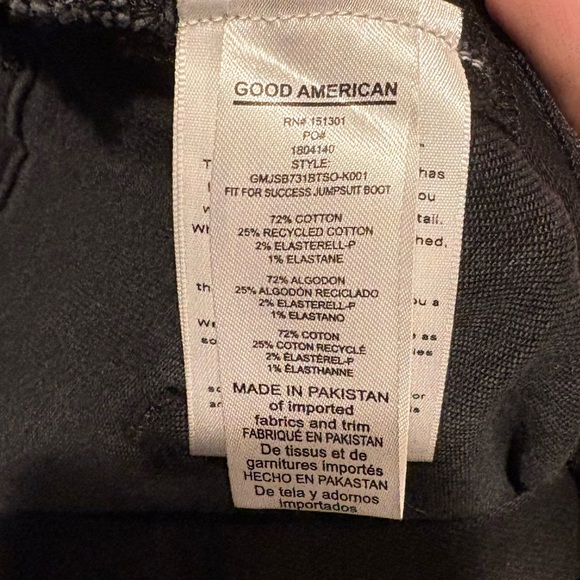 GOOD AMERICAN
RN# 151301
PO#
1804140
STYLE:
GMJSB731BTSO-K001
FIT FOR SUCCESS JUMPSUIT BOOT
72% COTTON
25% RECYCLED COTTON
2% ELASTERELL-P
1% ELASTANE
72% ALGODON
25% ALGODÓN RECICLADO
2% ELASTERELL-P
1% ELASTANO
72% COTON
25% COTON RECYCLÉ
2% ÉLASTÉREL-P
1% ÉLASTHANNE
MADE IN PAKISTAN
of imported
fabrics and trim
FABRIQUÉ EN PAKISTAN
De tissus et de
garnitures importés
HECHO EN PAKASTAN
De tela y adornos
importados
has
as